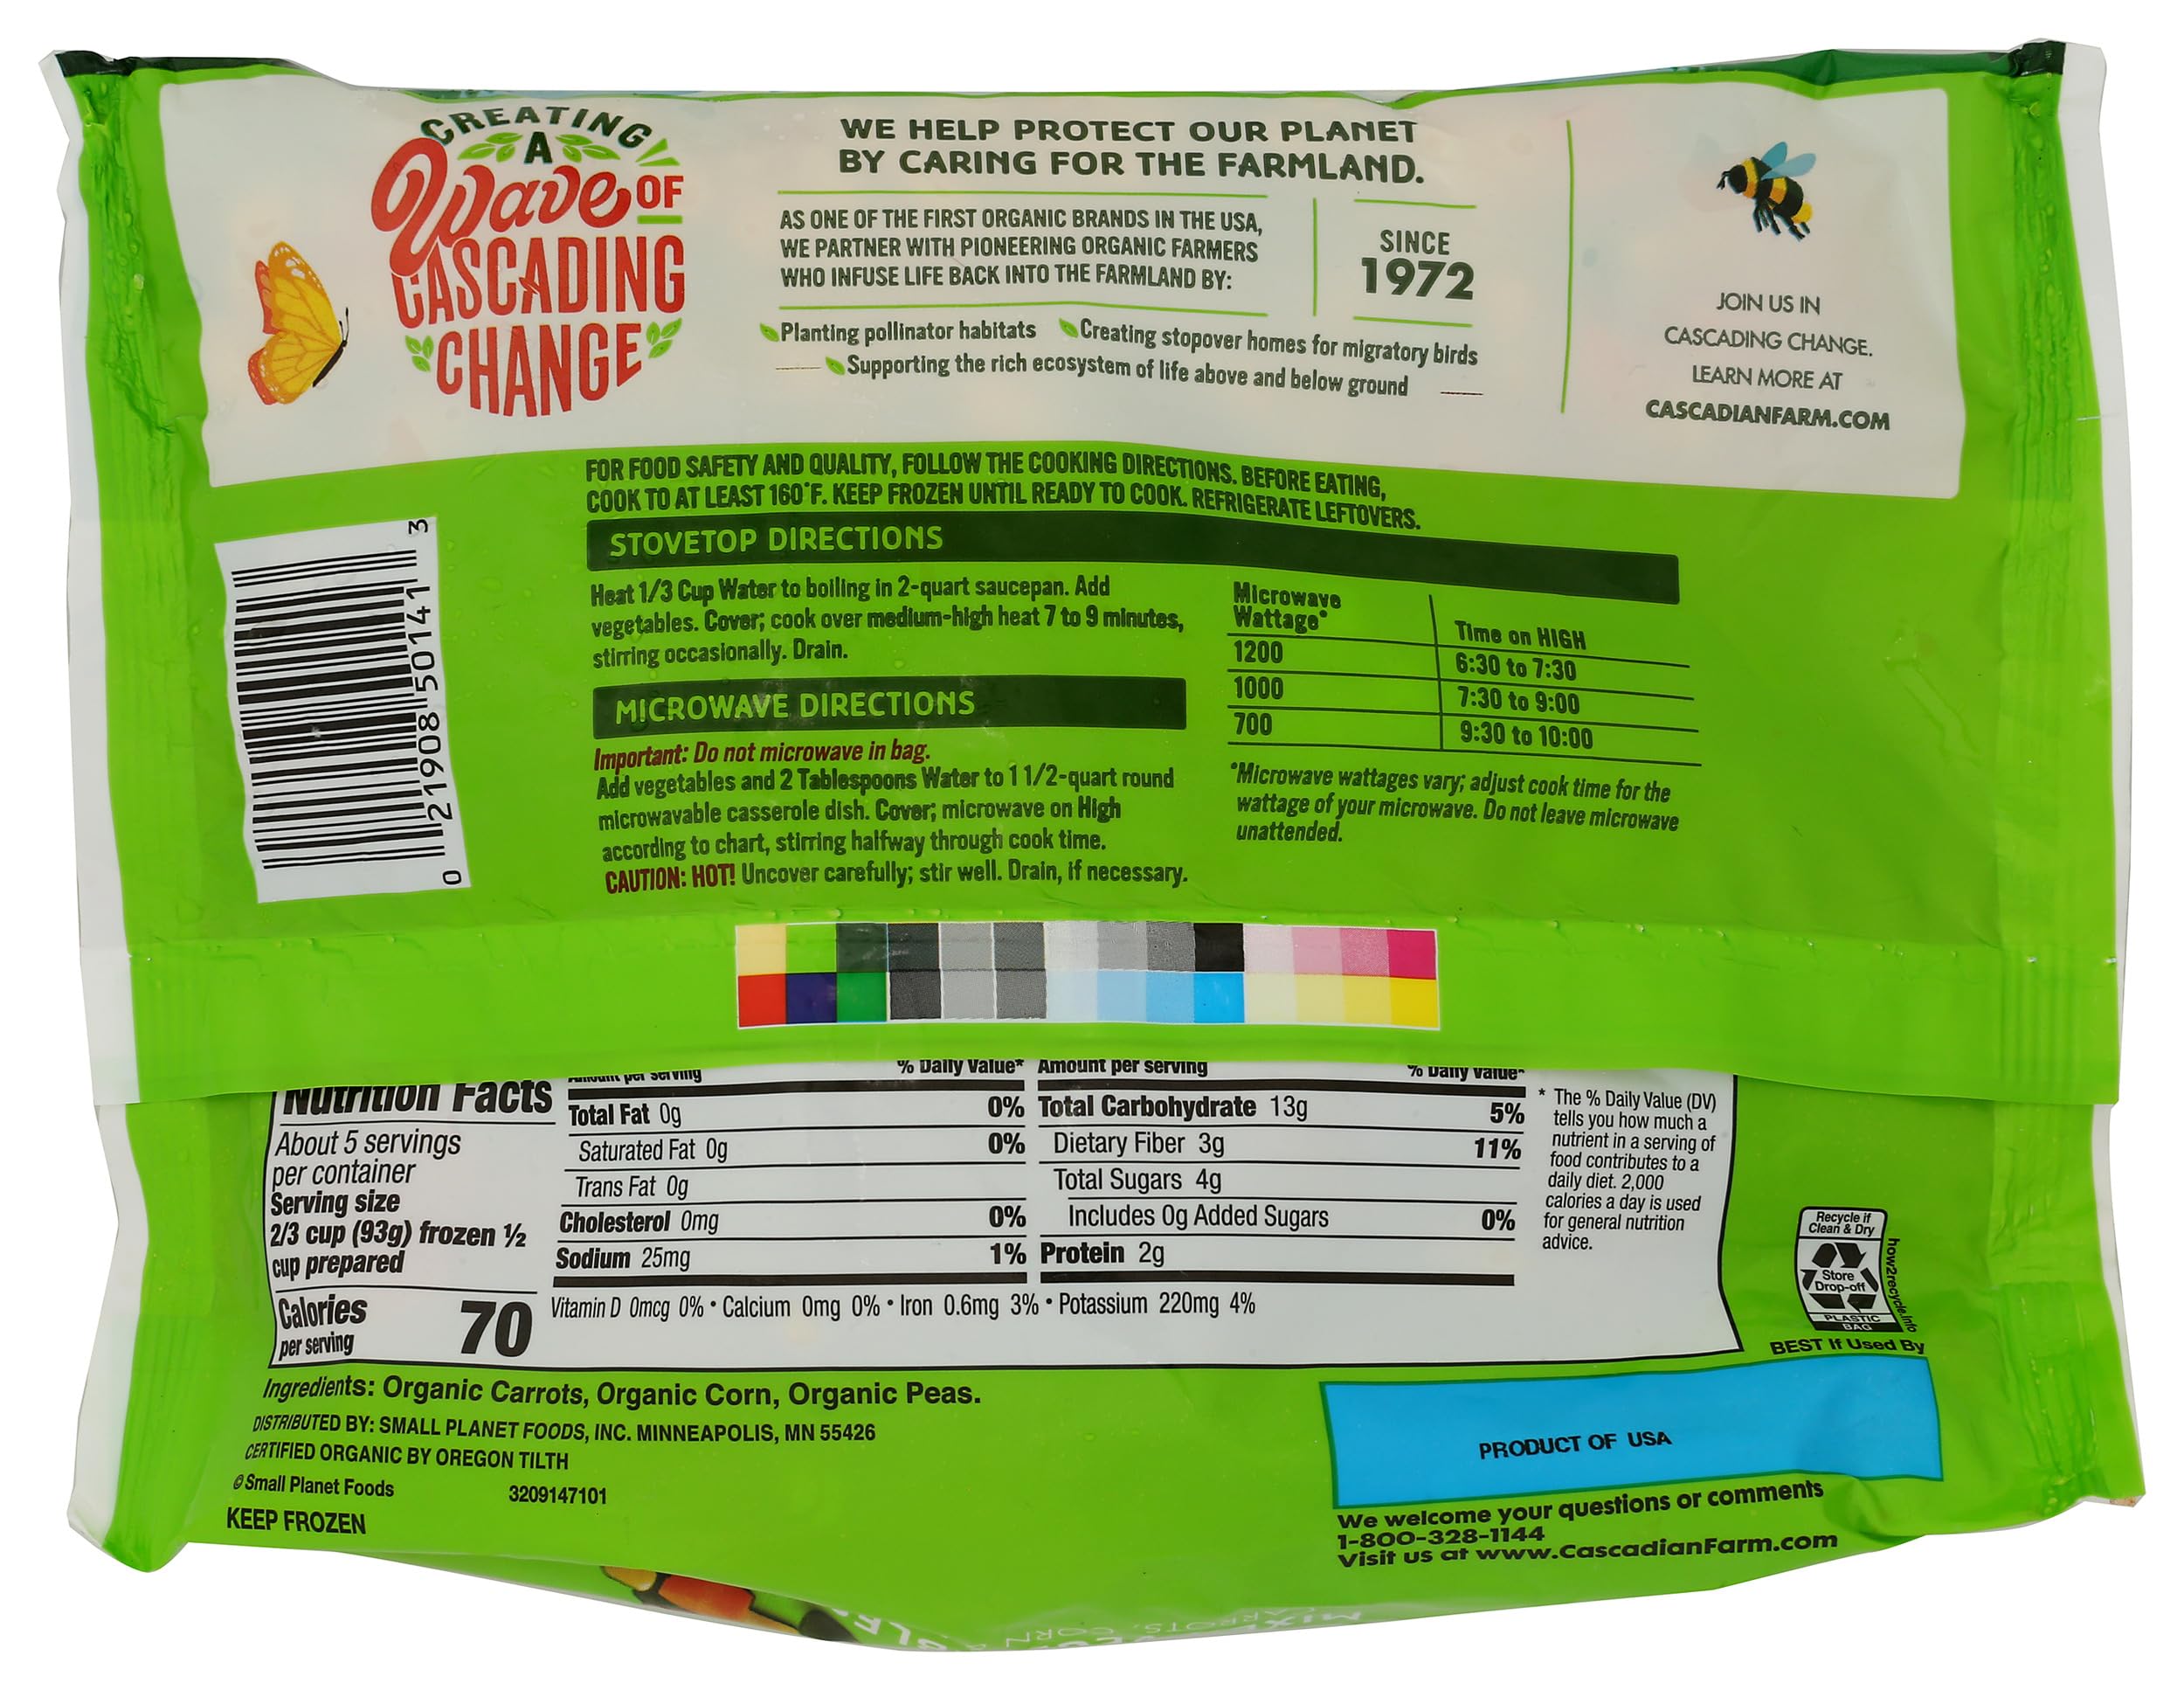 CREATING
A
Wave OF
CASCADING
CHANGE
WE HELP PROTECT OUR PLANET
BY CARING FOR THE FARMLAND.
AS ONE OF THE FIRST ORGANIC BRANDS IN THE USA,
WE PARTNER WITH PIONEERING ORGANIC FARMERS
WHO INFUSE LIFE BACK INTO THE FARMLAND BY:
SINCE
1972
Planting pollinator habitats Creating stopover homes for migratory birds
Supporting the rich ecosystem of life above and below ground
JOIN US IN
CASCADING CHANGE.
LEARN MORE AT
CASCADIANFARM.COM
FOR FOOD SAFETY AND QUALITY, FOLLOW THE COOKING DIRECTIONS. BEFORE EATING,
COOK TO AT LEAST 160°F. KEEP FROZEN UNTIL READY TO COOK. REFRIGERATE LEFTOVERS.
STOVETOP DIRECTIONS
Heat 1/3 Cup Water to boiling in 2-quart saucepan. Add
vegetables. Cover; cook over medium-high heat 7 to 9 minutes,
stirring occasionally. Drain.
MICROWAVE DIRECTIONS
Important: Do not microwave in bag.
Add vegetables and 2 Tablespoons Water to 1 1/2-quart round
microwavable casserole dish. Cover; microwave on High
according to chart, stirring halfway through cook time.
CAUTION: HOT! Uncover carefully; stir well. Drain, if necessary.
Microwave
Wattage* Time on HIGH
1200 6:30 to 7:30
1000 7:30 to 9:00
700 9:30 to 10:00
*Microwave wattages vary; adjust cook time for the
wattage of your microwave. Do not leave microwave
unattended.
0 21908 50141 3
Nutrition Facts
About 5 servings
per container
Serving size
2/3 cup (93g) frozen ½
cup prepared
Calories 70
per serving
Amount per serving % Daily Value*
Total Fat 0g 0%
Saturated Fat 0g 0%
Trans Fat 0g
Cholesterol 0mg 0%
Sodium 25mg 1%
Amount per serving % Daily Value*
Total Carbohydrate 13g 5%
Dietary Fiber 3g 11%
Total Sugars 4g
Includes 0g Added Sugars 0%
Protein 2g
Vitamin D 0mcg 0% • Calcium 0mg 0% • Iron 0.6mg 3% • Potassium 220mg 4%
* The % Daily Value (DV)
tells you how much a
nutrient in a serving of
food contributes to a
daily diet. 2,000
calories a day is used
for general nutrition
advice.
Recycle if
Clean & Dry
Store
Drop-off
PLASTIC
BAG
how2recycle.info
BEST If Used By
PRODUCT OF USA
Ingredients: Organic Carrots, Organic Corn, Organic Peas.
DISTRIBUTED BY: SMALL PLANET FOODS, INC. MINNEAPOLIS, MN 55426
CERTIFIED ORGANIC BY OREGON TILTH
© Small Planet Foods 3209147101
KEEP FROZEN
We welcome your questions or comments
1-800-328-1144
Visit us at www.CascadianFarm.com